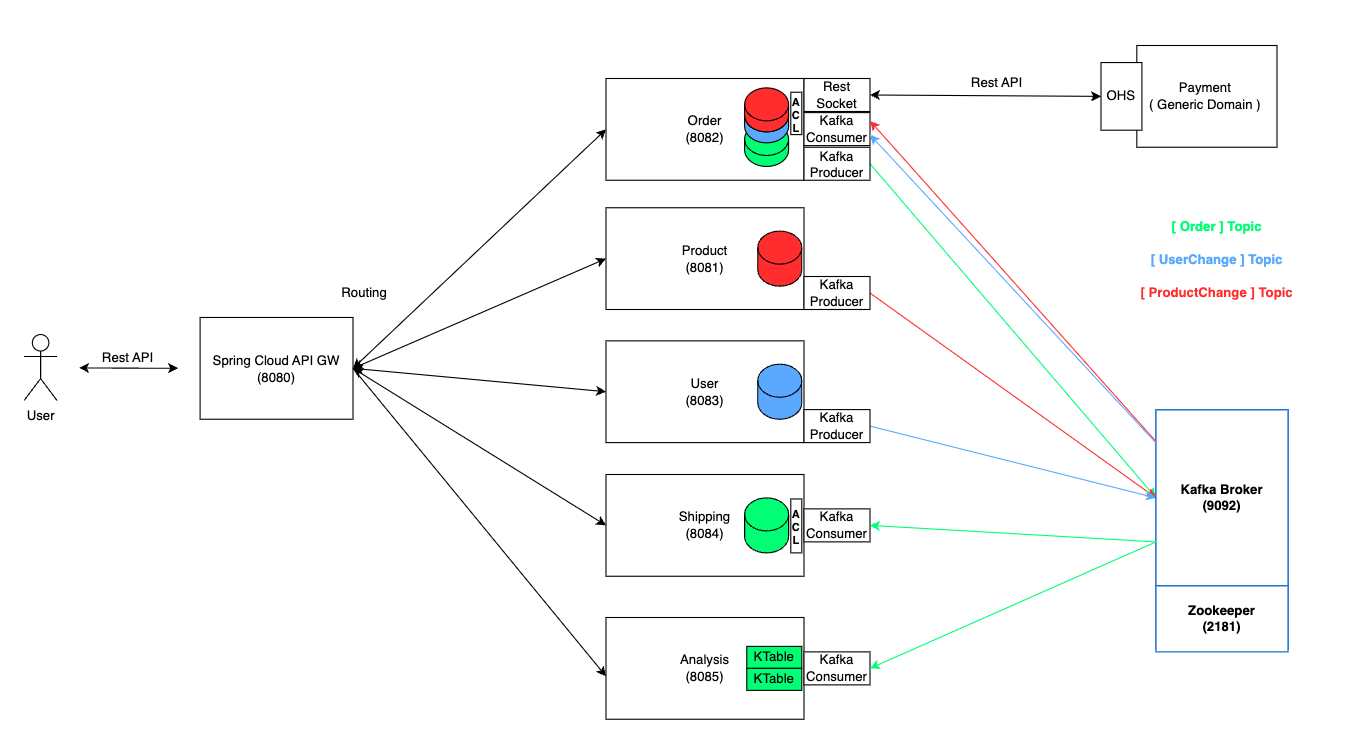 User
Rest API
Spring Cloud API GW
(8080)
Routing
Order
(8082)
A
C
L
Rest
Socket
Kafka
Consumer
Kafka
Producer
Rest API
OHS
Payment
( Generic Domain )
Product
(8081)
Kafka
Producer
[ Order ] Topic
[ UserChange ] Topic
[ ProductChange ] Topic
User
(8083)
Kafka
Producer
Shipping
(8084)
A
C
L
Kafka
Consumer
Kafka Broker
(9092)
Zookeeper
(2181)
Analysis
(8085)
KTable
KTable
Kafka
Consumer